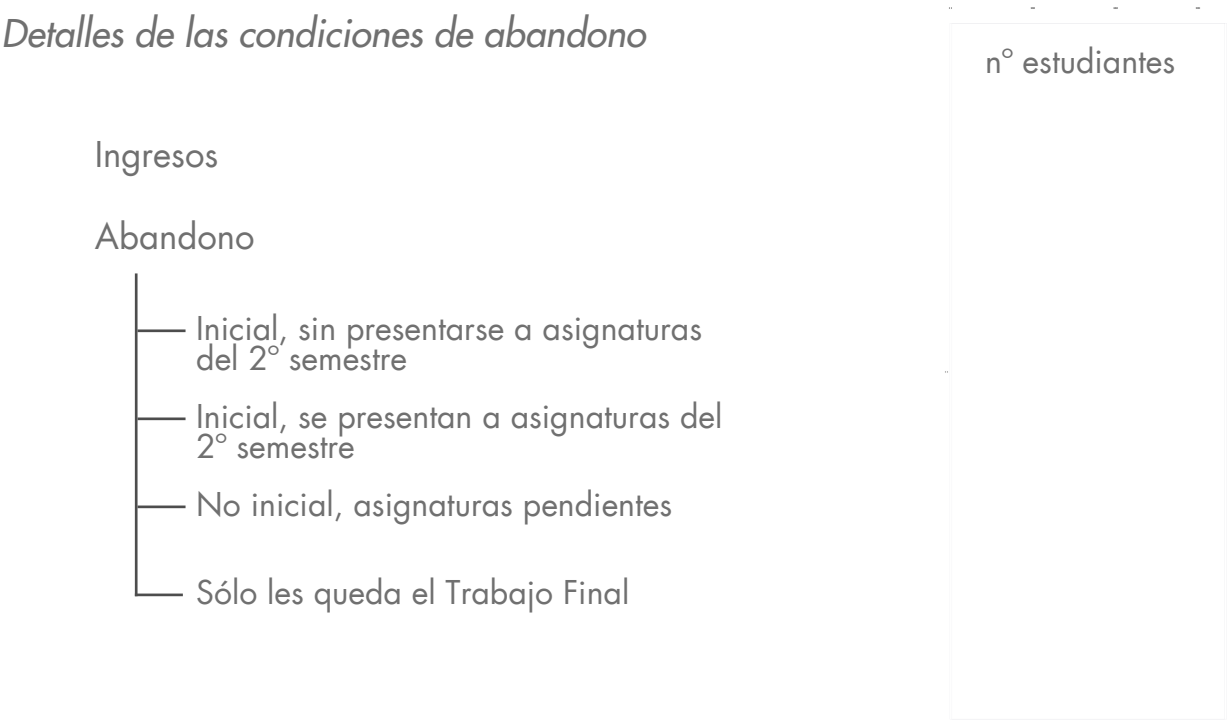 Detalles de las condiciones de abandono
nº estudiantes
Ingresos
Abandono
Inicial, sin presentarse a asignaturas
del 2º semestre
Inicial, se presentan a asignaturas del
2º semestre
No inicial, asignaturas pendientes
Sólo les queda el Trabajo Final